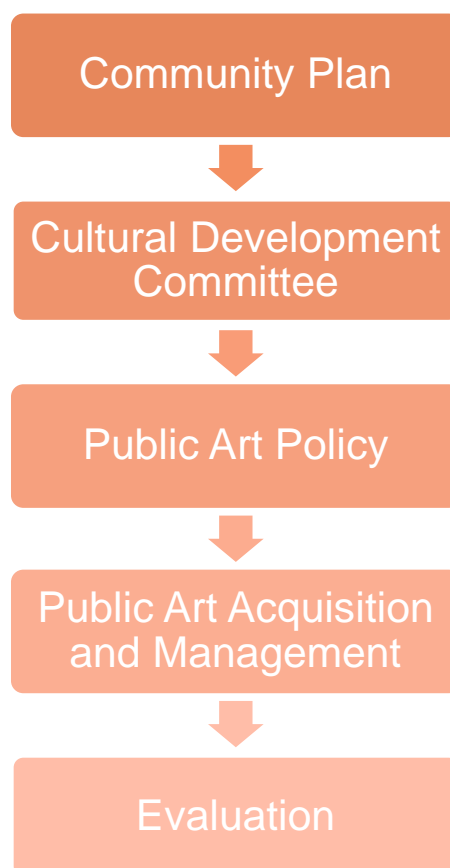 Community Plan
Cultural Development
Committee
Public Art Policy
Public Art Acquisition
and Management
Evaluation